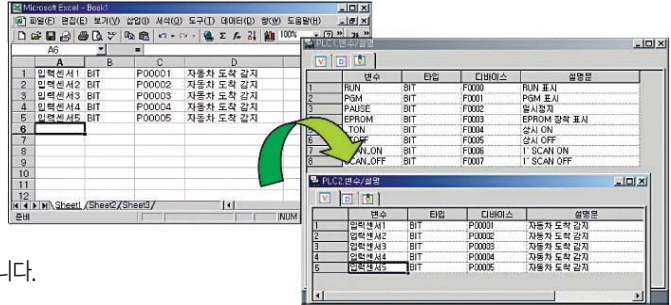 Microsoft Excel - Book1
파일(F) 편집(E) 보기(V) 삽입(I) 서식(O) 도구(T) 데이터(D) 창(W) 도움말(H)
100%
A6 =
A B C D
1 입력센서1 BIT P00001 자동차 도착 감지
2 입력센서2 BIT P00002 자동차 도착 감지
3 입력센서3 BIT P00003 자동차 도착 감지
4 입력센서4 BIT P00004 자동차 도착 감지
5 입력센서5 BIT P00005 자동차 도착 감지
6
7
8
9
10
11
12
Sheet1 Sheet2 Sheet3
준비 NUM
PLC1.변수/설명
V D
변수 타입 디바이스 설명문
1 RUN BIT F0000 RUN 표시
2 PGM BIT F0001 PGM 표시
3 PAUSE BIT F0002 일시정지
EPROM BIT F0003 EPROM 장착 표시
_TON BIT F0004 상시 ON
_TOFF BIT F0005 상시 OFF
7 SCAN_ON BIT F0006 1' SCAN ON
8 SCAN_OFF BIT F0007 1' SCAN OFF
PLC2.변수/설명
V D
변수 타입 디바이스 설명문
1 입력센서1 BIT P00001 자동차 도착 감지
2 입력센서2 BIT P00002 자동차 도착 감지
3 입력센서3 BIT P00003 자동차 도착 감지
4 입력센서4 BIT P00004 자동차 도착 감지
5 입력센서5 BIT P00005 자동차 도착 감지
니다.